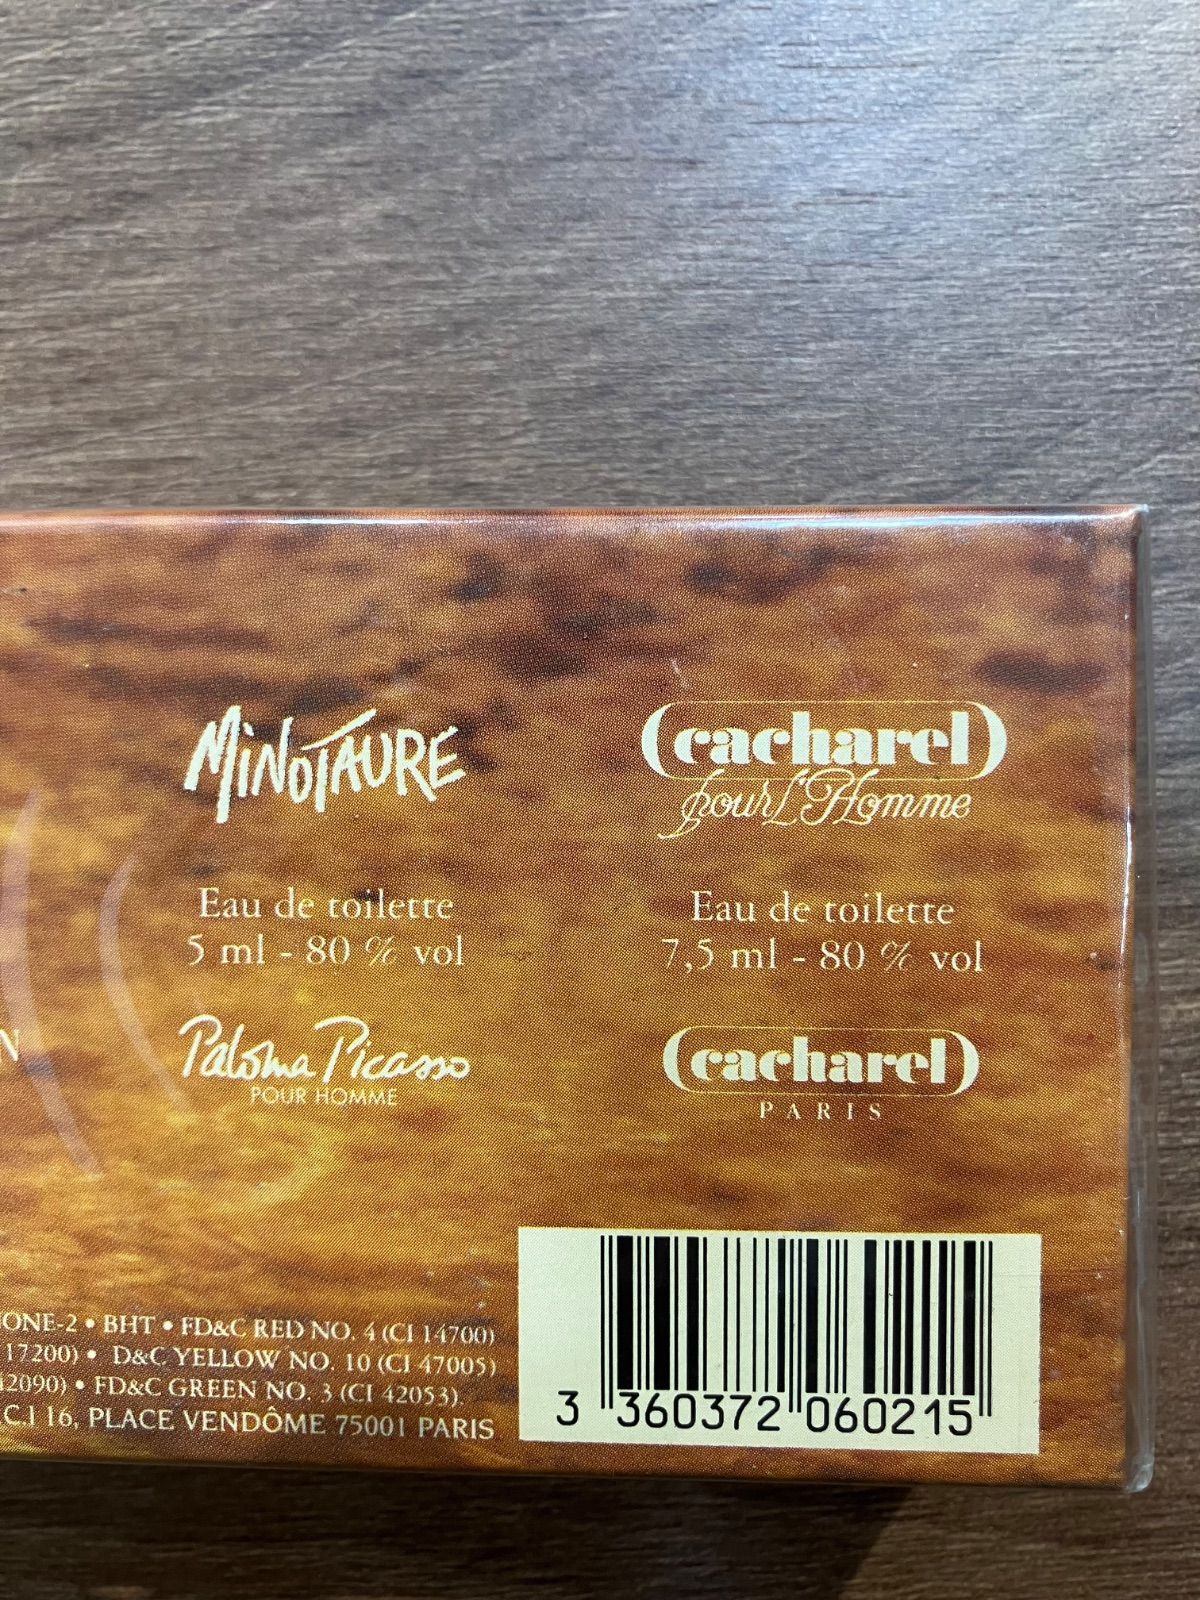 MINOTAURE
Eau de toilette
5 ml - 80 % vol
Paloma Picasso
POUR HOMME
cacharel
pour L'Homme
Eau de toilette
7,5 ml - 80 % vol
cacharel
PARIS
N
ONE-2 • BHT • FD&C RED NO. 4 (CI 14700)
17200) • D&C YELLOW NO. 10 (CI 47005)
42090) • FD&C GREEN NO. 3 (CI 42053).
C.I 16, PLACE VENDÔME 75001 PARIS
3 360372 060215